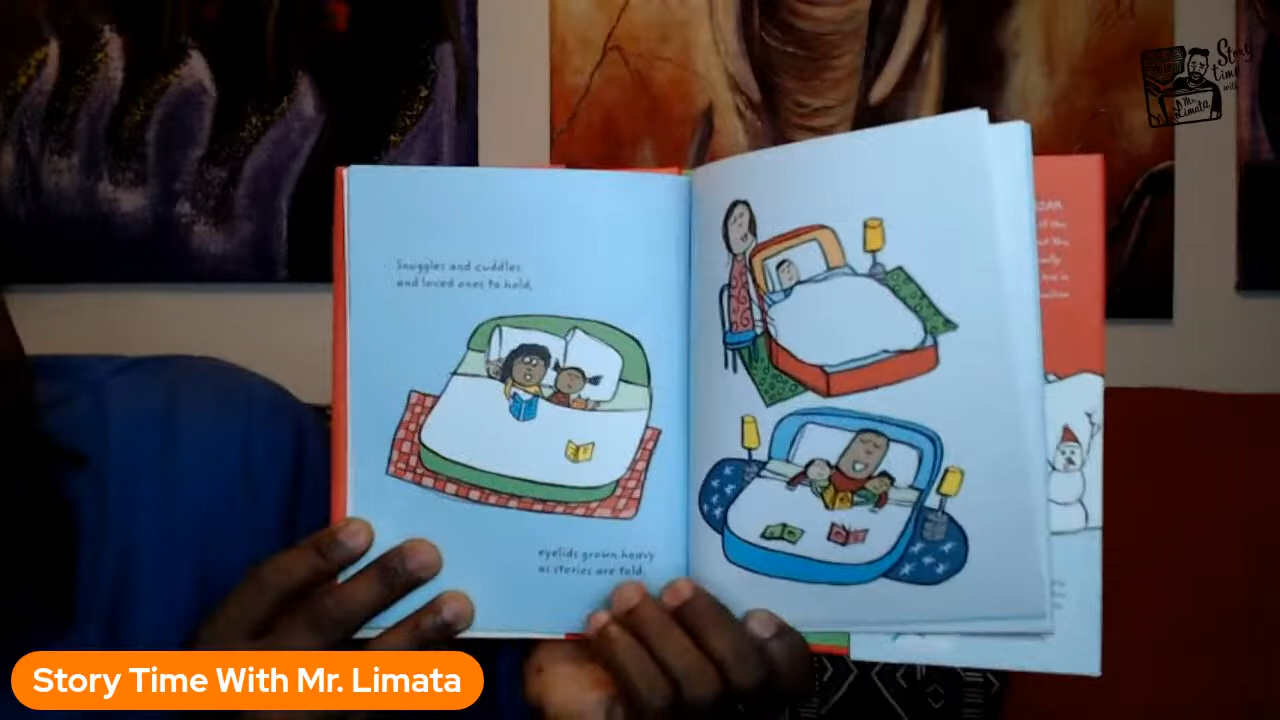 Story
time
with
Mr.
Limata
Snuggles and cuddles
and loved ones to hold,
eyelids grown heavy
as stories are told.
Story Time With Mr. Limata